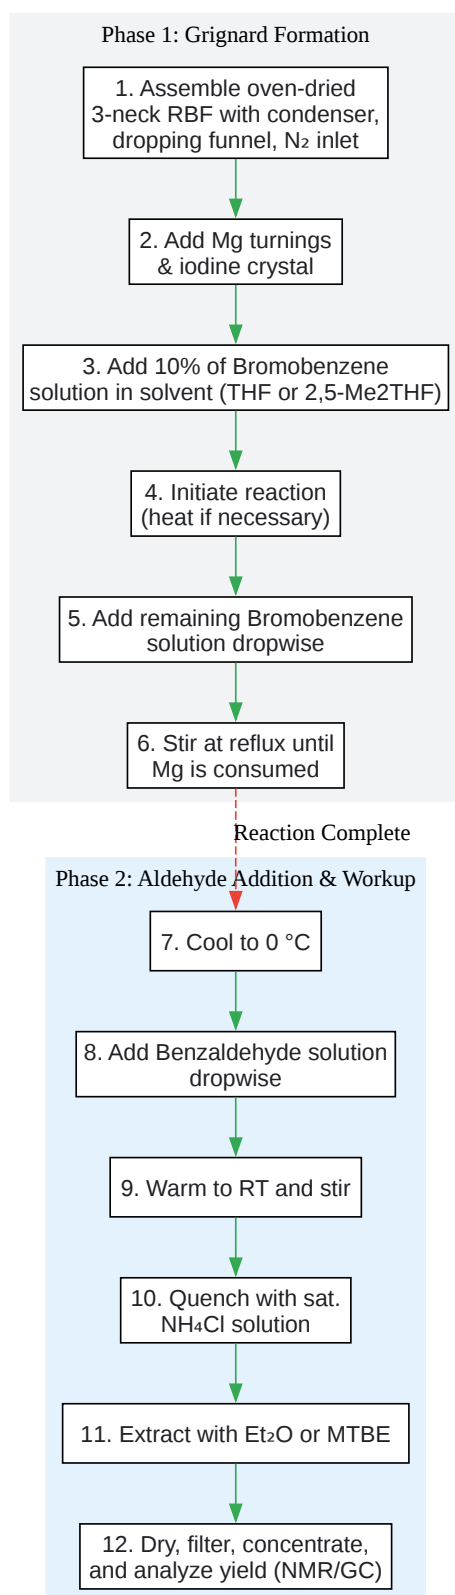 Phase 1: Grignard Formation
1. Assemble oven-dried
3-neck RBF with condenser,
dropping funnel, N₂ inlet
2. Add Mg turnings
& iodine crystal
3. Add 10% of Bromobenzene
solution in solvent (THF or 2,5-Me2THF)
4. Initiate reaction
(heat if necessary)
5. Add remaining Bromobenzene
solution dropwise
6. Stir at reflux until
Mg is consumed
Reaction Complete
Phase 2: Aldehyde Addition & Workup
7. Cool to 0 °C
8. Add Benzaldehyde solution
dropwise
9. Warm to RT and stir
10. Quench with sat.
NH₄Cl solution
11. Extract with Et₂O or MTBE
12. Dry, filter, concentrate,
and analyze yield (NMR/GC)